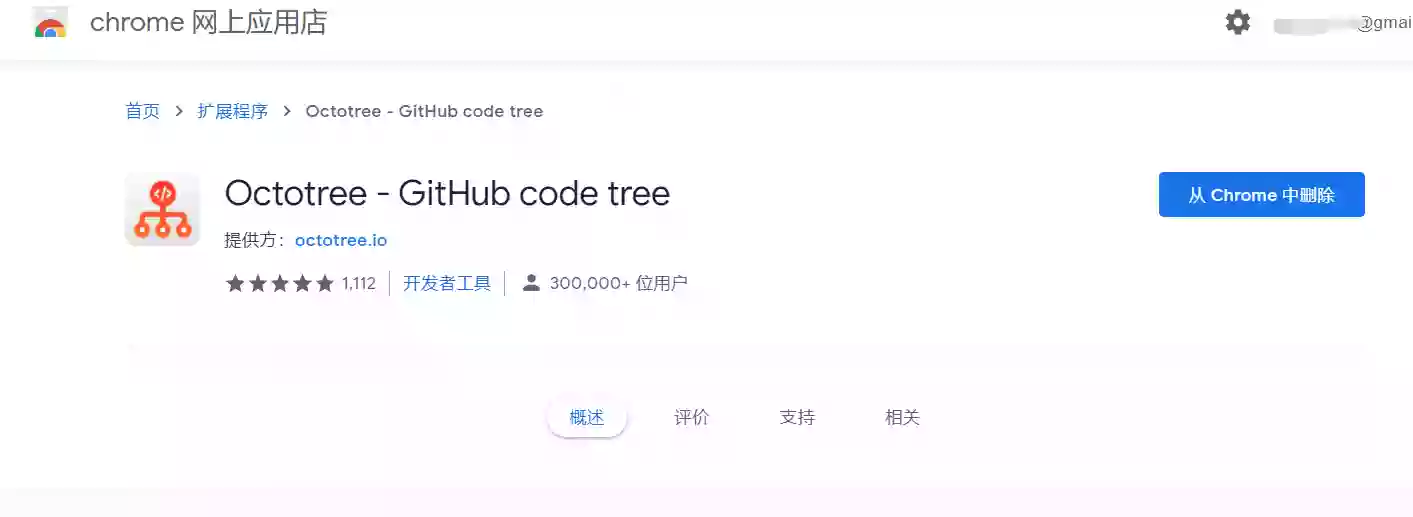 chrome 网上应用店
@gmai
首页 > 扩展程序 > Octotree - GitHub code tree
Octotree - GitHub code tree
从 Chrome 中删除
提供方： octotree.io
1,112 开发者工具 300,000+ 位用户
概述 评价 支持 相关